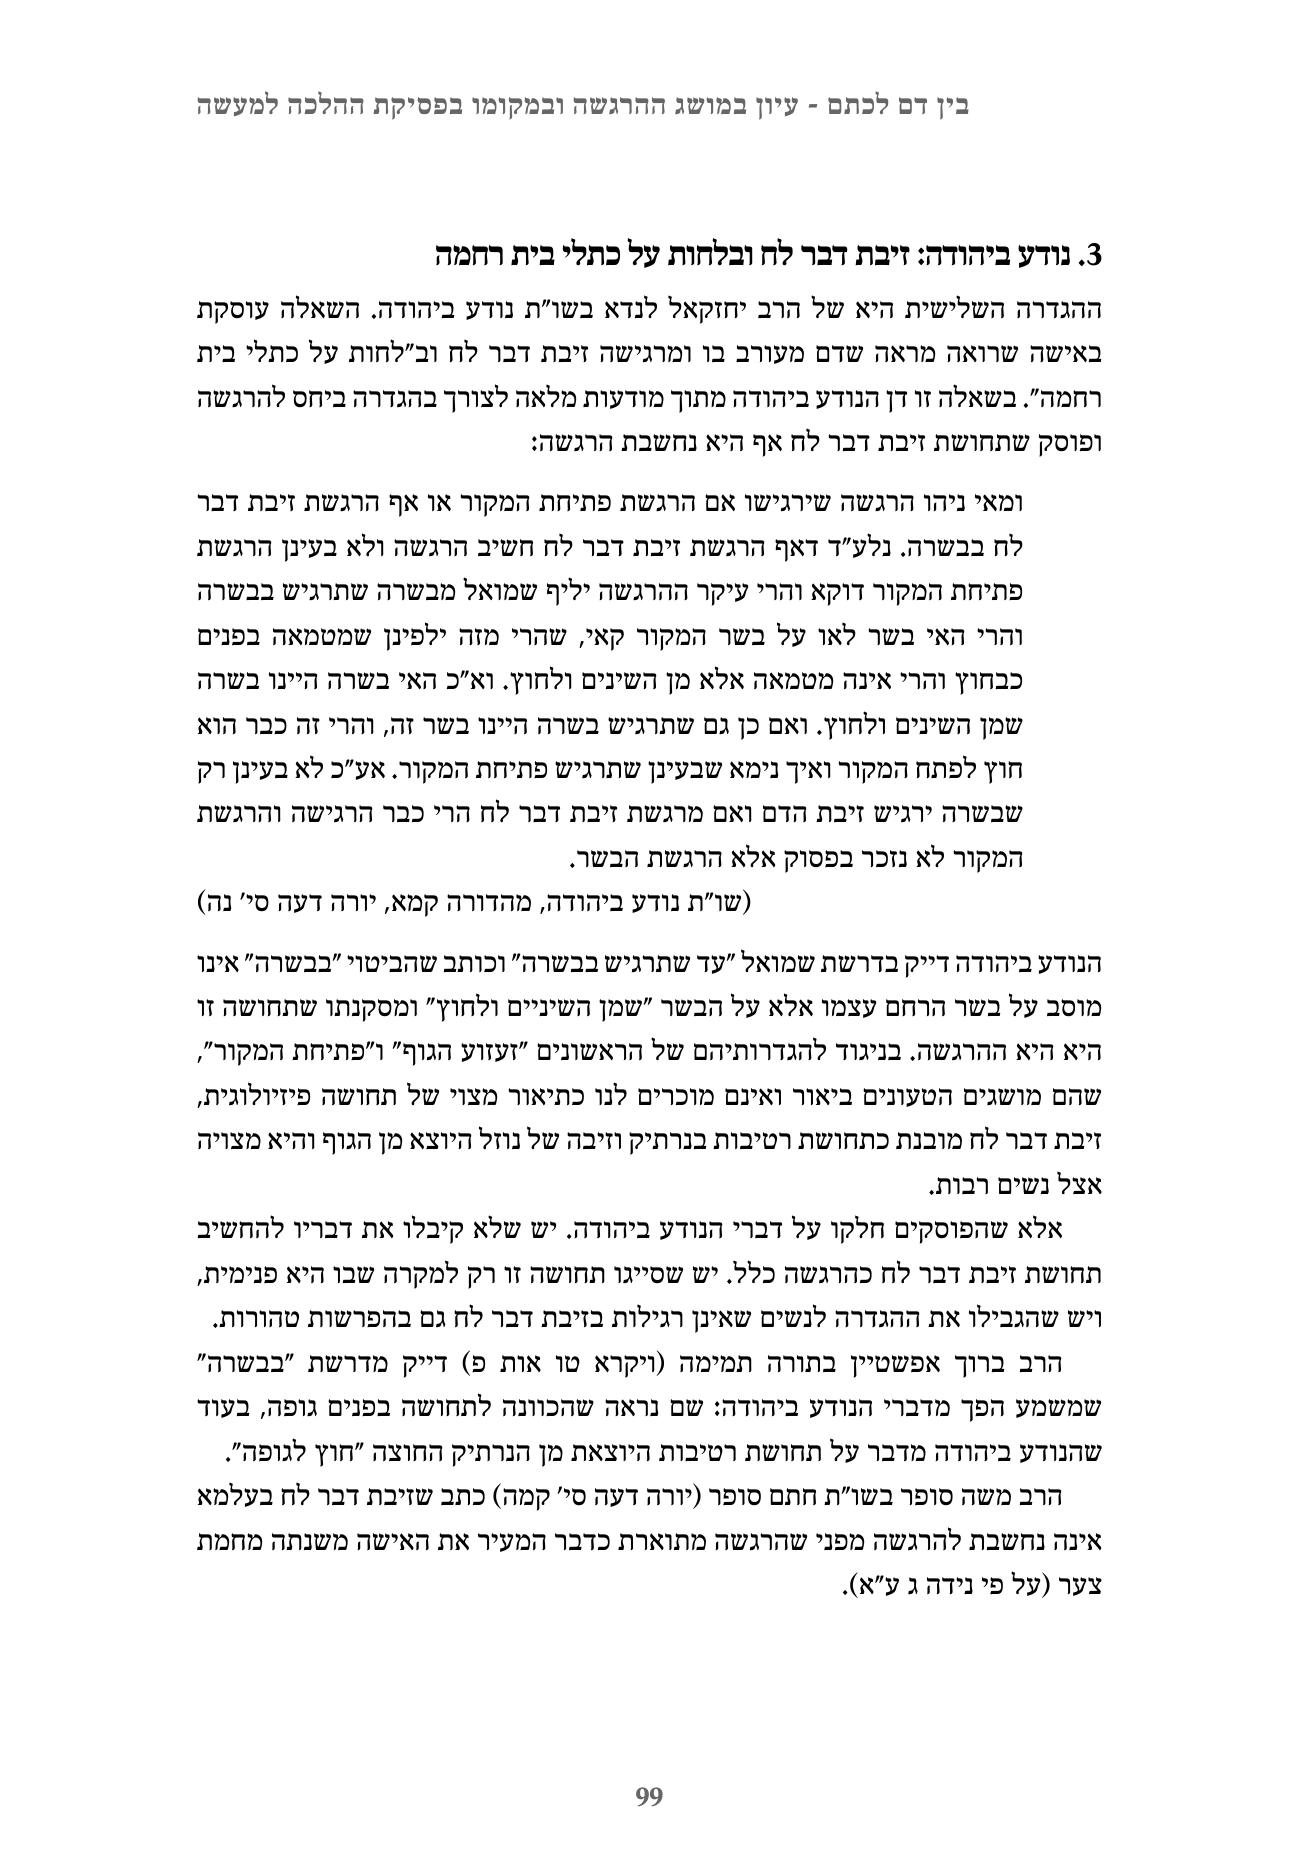 בין דם לכתם - עיון במושג ההרגשה ובמקומו בפסיקת ההלכה למעשה
3. נודע ביהודה: זיבת דבר לח ובלחות על כתלי בית רחמה
ההגדרה השלישית היא של הרב יחזקאל לנדא בשו"ת נודע ביהודה. השאלה עוסקת
באישה שרואה מראה שדם מעורב בו ומרגישה זיבת דבר לח וב"לחות על כתלי בית
רחמה". בשאלה זו דן הנודע ביהודה מתוך מודעות מלאה לצורך בהגדרה ביחס להרגשה
ופוסק שתחושת זיבת דבר לח אף היא נחשבת הרגשה:
ומאי ניהו הרגשה שירגישו אם הרגשת פתיחת המקור או אף הרגשת זיבת דבר
לח בבשרה. נלע"ד דאף הרגשת זיבת דבר לח חשיב הרגשה ולא בעינן הרגשת
פתיחת המקור דוקא והרי עיקר ההרגשה יליף שמואל מבשרה שתרגיש בבשרה
והרי האי בשר לאו על בשר המקור קאי, שהרי מזה ילפינן שמטמאה בפנים
כבחוץ והרי אינה מטמאה אלא מן השינים ולחוץ. וא"כ האי בשרה היינו בשרה
שמן השינים ולחוץ. ואם כן גם שתרגיש בשרה היינו בשר זה, והרי זה כבר הוא
חוץ לפתח המקור ואיך נימא שבעינן שתרגיש פתיחת המקור. אע"כ לא בעינן רק
שבשרה ירגיש זיבת הדם ואם מרגשת זיבת דבר לח הרי כבר הרגישה והרגשת
המקור לא נזכר בפסוק אלא הרגשת הבשר.
(שו"ת נודע ביהודה, מהדורה קמא, יורה דעה סי' נה)
הנודע ביהודה דייק בדרשת שמואל "עד שתרגיש בבשרה" וכותב שהביטוי "בבשרה" אינו
מוסב על בשר הרחם עצמו אלא על הבשר "שמן השיניים ולחוץ" ומסקנתו שתחושה זו
היא היא ההרגשה. בניגוד להגדרותיהם של הראשונים "זעזוע הגוף" ו"פתיחת המקור",
שהם מושגים הטעונים ביאור ואינם מוכרים לנו כתיאור מצוי של תחושה פיזיולוגית,
זיבת דבר לח מובנת כתחושת רטיבות בנרתיק וזיבה של נוזל היוצא מן הגוף והיא מצויה
אצל נשים רבות.
אלא שהפוסקים חלקו על דברי הנודע ביהודה. יש שלא קיבלו את דבריו להחשיב
תחושת זיבת דבר לח כהרגשה כלל. יש שסייגו תחושה זו רק למקרה שבו היא פנימית,
ויש שהגבילו את ההגדרה לנשים שאינן רגילות בזיבת דבר לח גם בהפרשות טהורות.
הרב ברוך אפשטיין בתורה תמימה (ויקרא טו אות פ) דייק מדרשת "בבשרה"
שמשמע הפך מדברי הנודע ביהודה: שם נראה שהכוונה לתחושה בפנים גופה, בעוד
שהנודע ביהודה מדבר על תחושת רטיבות היוצאת מן הנרתיק החוצה "חוץ לגופה".
הרב משה סופר בשו"ת חתם סופר (יורה דעה סי' קמה) כתב שזיבת דבר לח בעלמא
אינה נחשבת להרגשה מפני שהרגשה מתוארת כדבר המעיר את האישה משנתה מחמת
צער (על פי נידה ג ע"א).
99